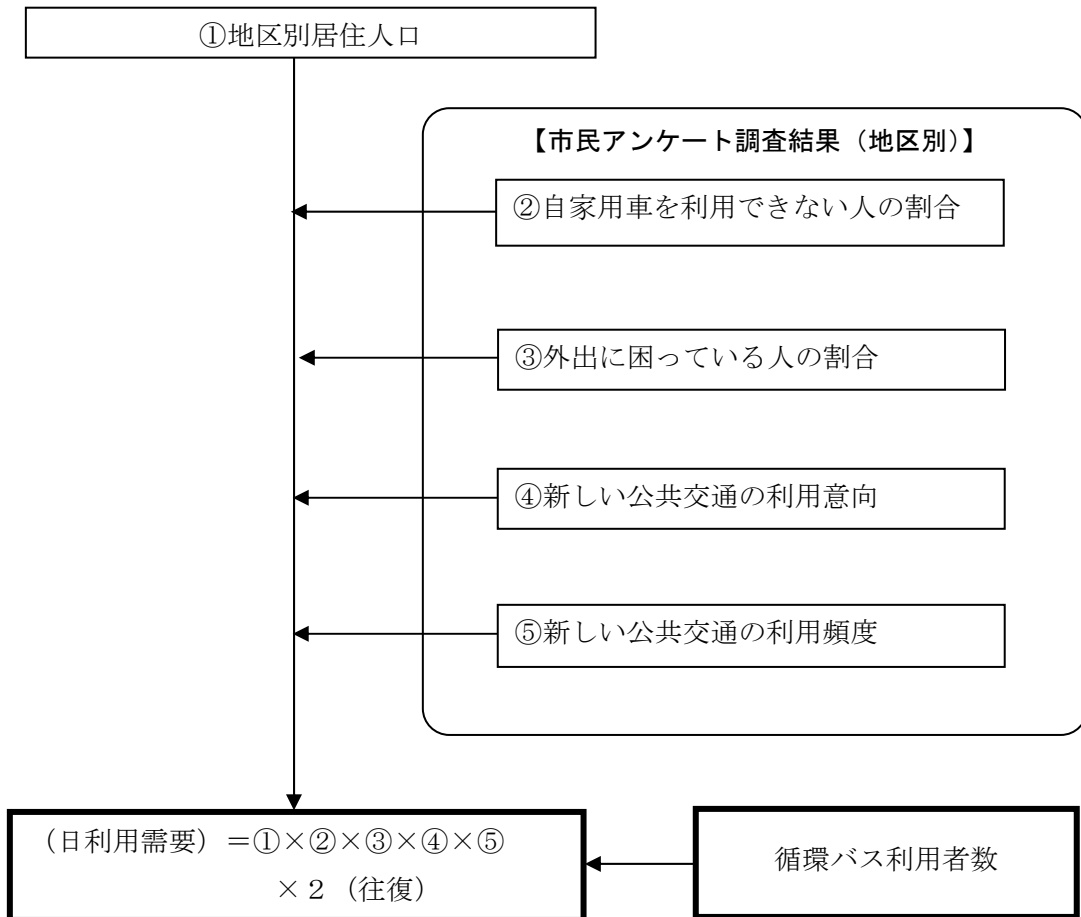 ①地区別居住人口
【市民アンケート調査結果（地区別）】
②自家用車を利用できない人の割合
③外出に困っている人の割合
④新しい公共交通の利用意向
⑤新しい公共交通の利用頻度
（日利用需要）＝①×②×③×④×⑤
×２（往復）
循環バス利用者数